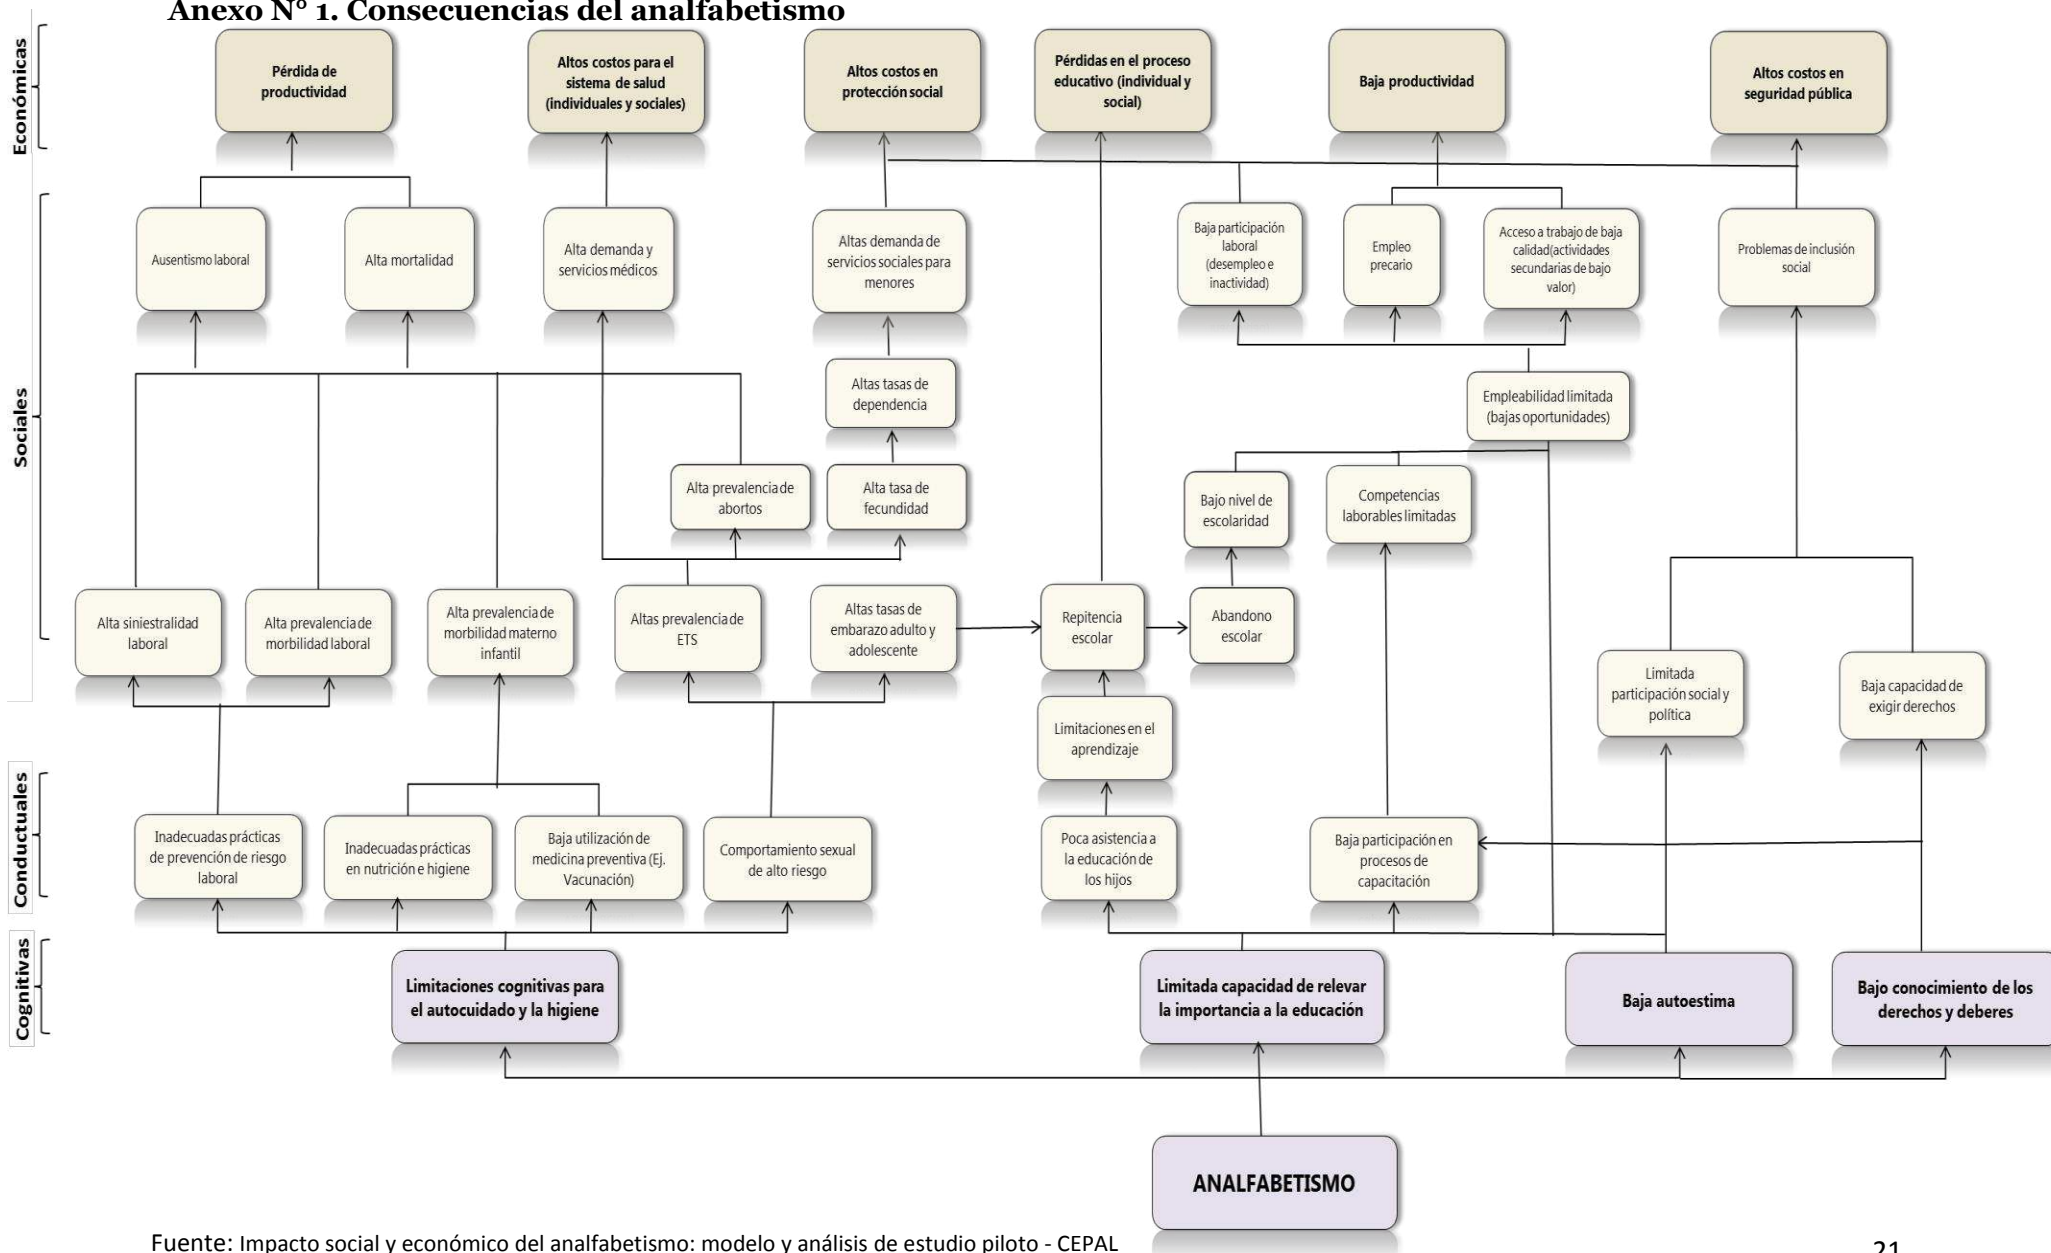 Anexo N° 1. Consecuencias del analfabetismo
Económicas
Pérdida de
productividad
Altos costos para el
sistema de salud
(individuales y sociales)
Altos costos en
protección social
Pérdidas en el proceso
educativo (individual y
social)
Baja productividad
Altos costos en
seguridad pública
Sociales
Ausentismo laboral
Alta mortalidad
Alta demanda y
servicios médicos
Altas demanda de
servicios sociales para
menores
Baja participación
laboral
(desempleo e
inactividad)
Empleo
precario
Acceso a trabajo de baja
calidad(actividades
secundarias de bajo
valor)
Problemas de inclusión
social
Altas tasas de
dependencia
Empleabilidad limitada
(bajas oportunidades)
Alta prevalencia de
abortos
Alta tasa de
fecundidad
Bajo nivel de
escolaridad
Competencias
laborables limitadas
Alta siniestralidad
laboral
Alta prevalencia de
morbilidad laboral
Alta prevalencia de
morbilidad materno
infantil
Altas prevalencia de
ETS
Altas tasas de
embarazo adulto y
adolescente
Repitencia
escolar
Abandono
escolar
Limitada
participación social y
política
Baja capacidad de
exigir derechos
Limitaciones en el
aprendizaje
Conductuales
Inadecuadas prácticas
de prevención de riesgo
laboral
Inadecuadas prácticas
en nutrición e higiene
Baja utilización de
medicina preventiva (Ej.
Vacunación)
Comportamiento sexual
de alto riesgo
Poca asistencia a
la educación de
los hijos
Baja participación en
procesos de
capacitación
Cognitivas
Limitaciones cognitivas para
el autocuidado y la higiene
Limitada capacidad de relevar
la importancia a la educación
Baja autoestima
Bajo conocimiento de los
derechos y deberes
ANALFABETISMO
Fuente: Impacto social y económico del analfabetismo: modelo y análisis de estudio piloto - CEPAL
21